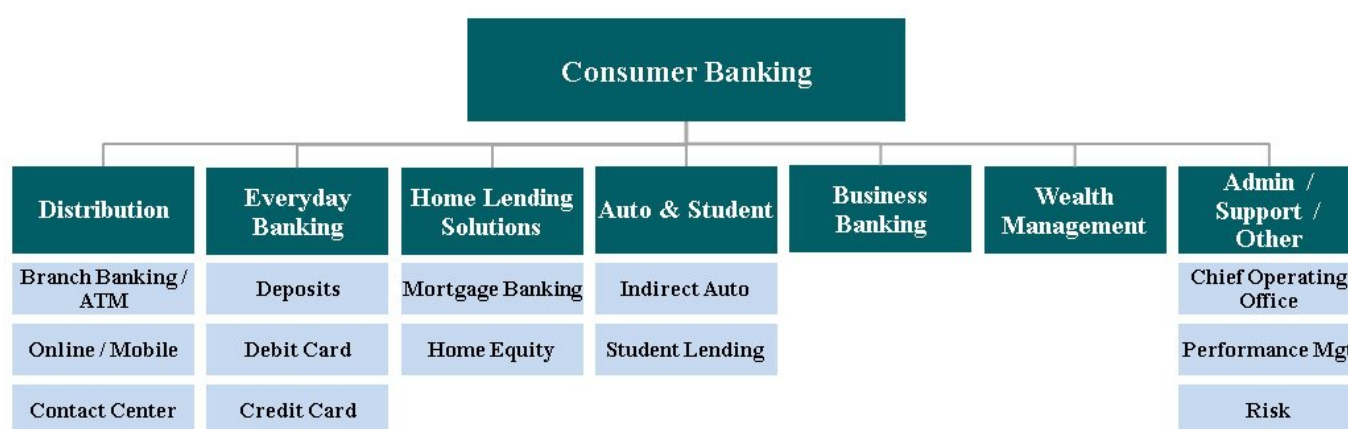 Consumer Banking
Distribution
Branch Banking /
ATM
Online / Mobile
Contact Center
Everyday
Banking
Deposits
Debit Card
Credit Card
Home Lending
Solutions
Mortgage Banking
Home Equity
Auto & Student
Indirect Auto
Student Lending
Business
Banking
Wealth
Management
Admin /
Support /
Other
Chief Operating
Office
Performance Mgt
Risk